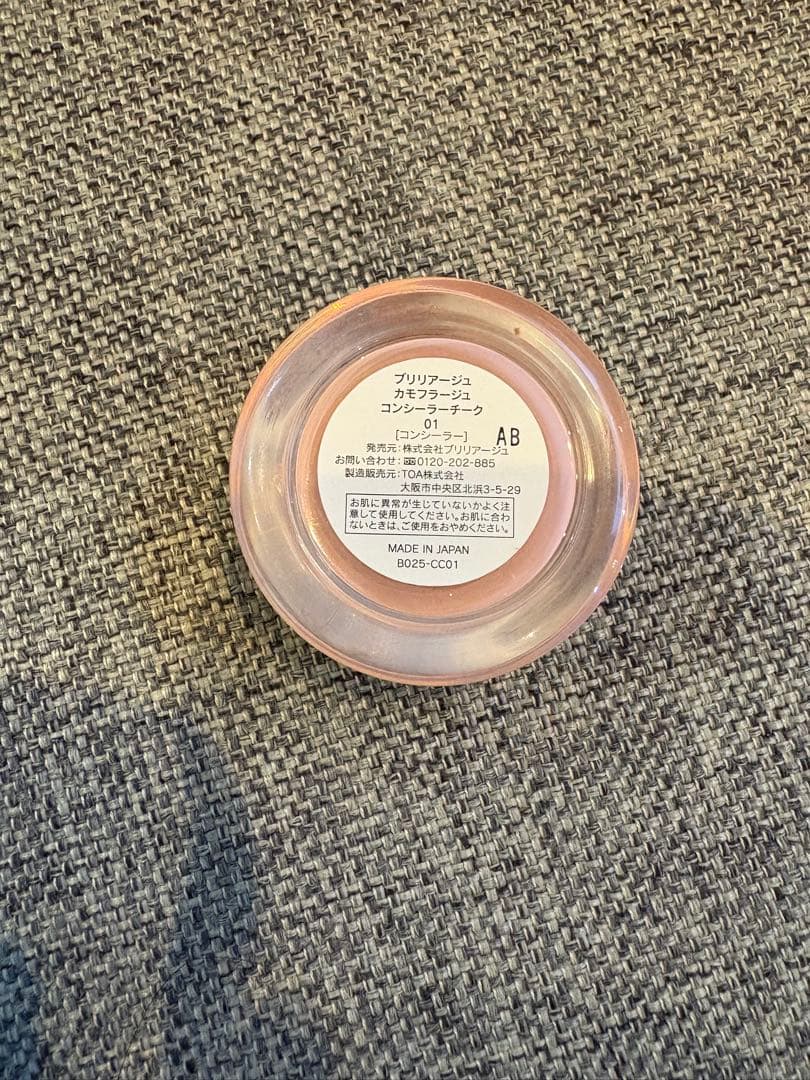 ブリリアージュ
カモフラージュ
コンシーラーチーク
01
[コンシーラー]
AB
発売元:株式会社ブリリアージュ
お問い合わせ:0120-202-885
製造販売元:TOA株式会社
大阪市中央区北浜3-5-29
お肌に異常が生じていないかよく注
意して使用してください。お肌に合わ
ないときは、ご使用をおやめください。
MADE IN JAPAN
B025-CC01